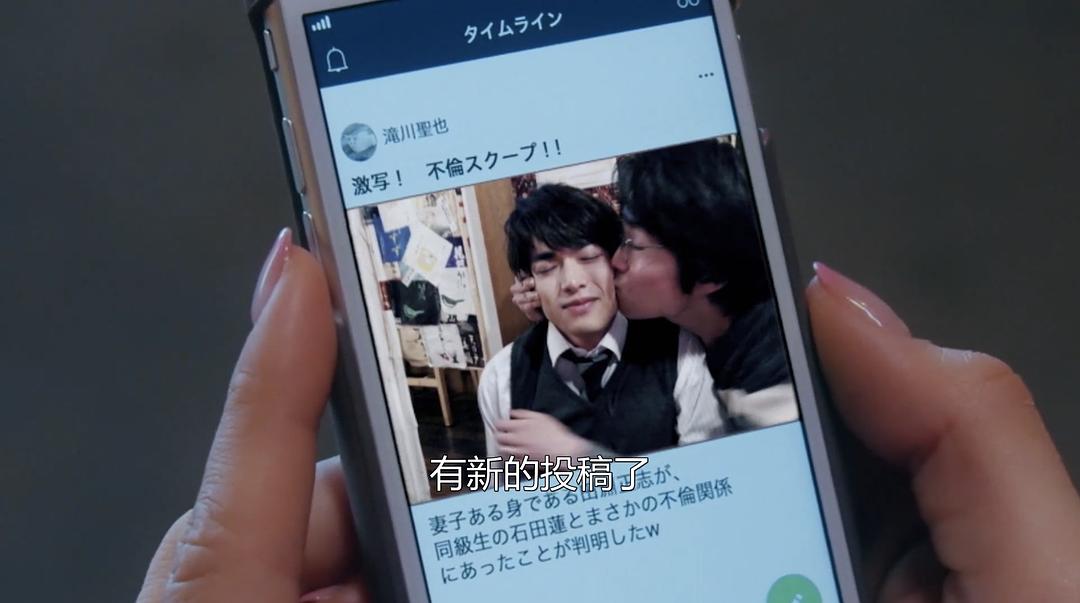 タイムライン
滝川聖也
激写！ 不倫スクープ！！
有新的投稿了
妻子ある身である山淵正志が、
同級生の石田蓮とまさかの不倫関係
にあったことが判明したw